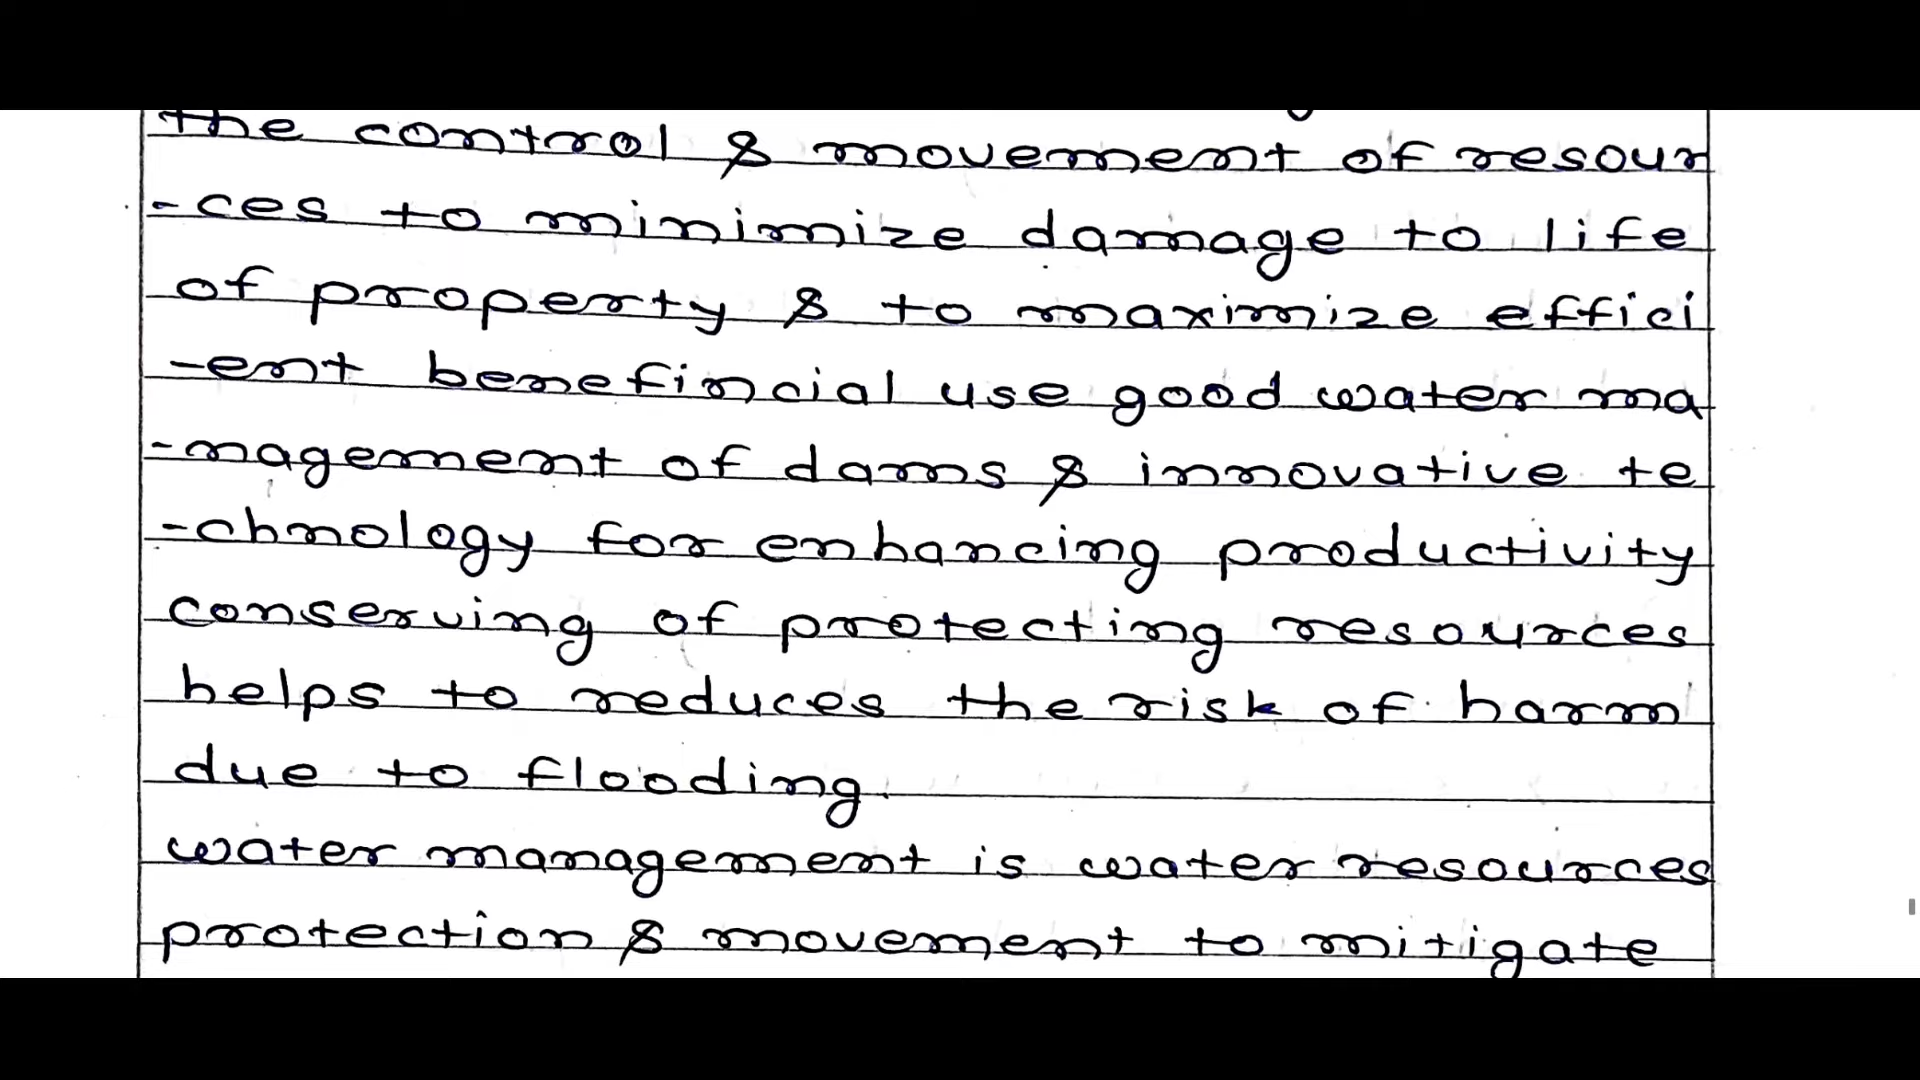 the control & movement of resour
-ces to minimize damage to life
of property & to maximize effici
-ent benefincial use good water ma
-nagement of dams & innovative te
-chnology for enhancing productivity
conserving of protecting resources
helps to reduces the risk of harm
due to flooding.
water management is water resources
protection & movement to mitigate